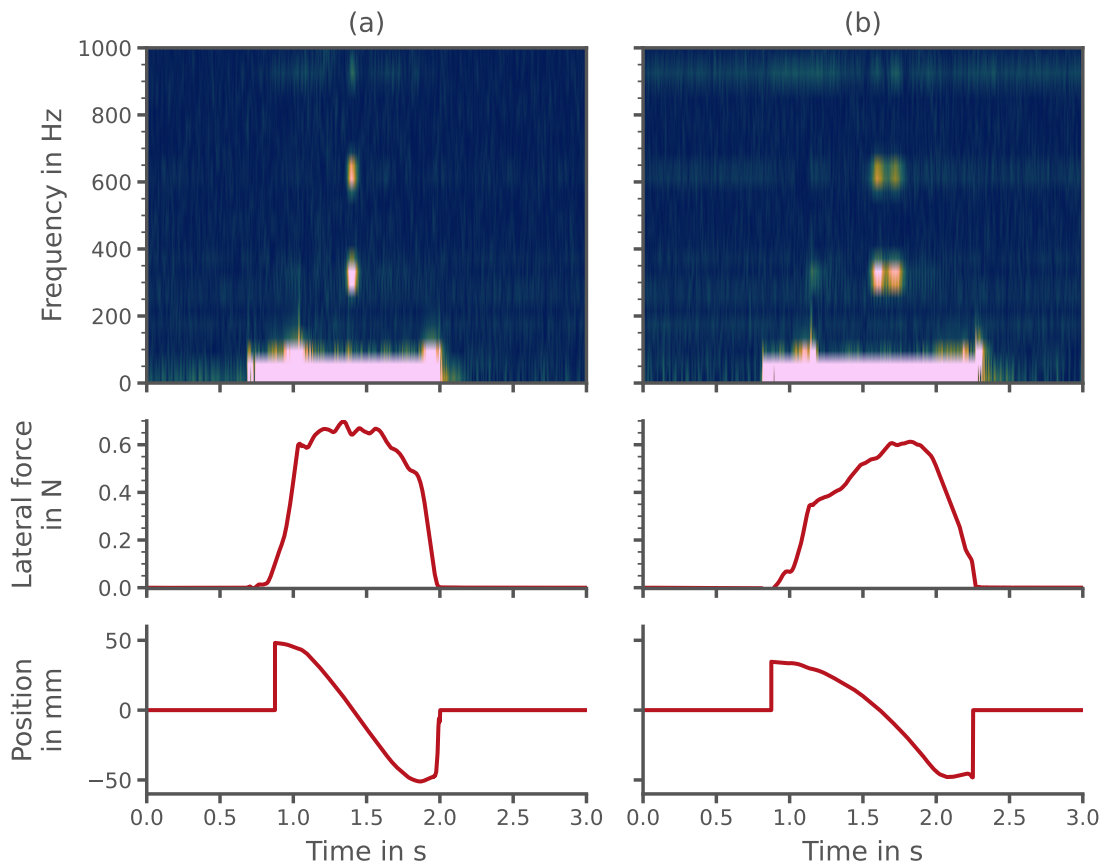 (a)
(b)
1000
800
600
400
200
0
Frequency in Hz
0.6
0.4
0.2
0.0
Lateral force
in N
50
0
−50
Position
in mm
0.0 0.5 1.0 1.5 2.0 2.5 3.0
0.0 0.5 1.0 1.5 2.0 2.5 3.0
Time in s
Time in s